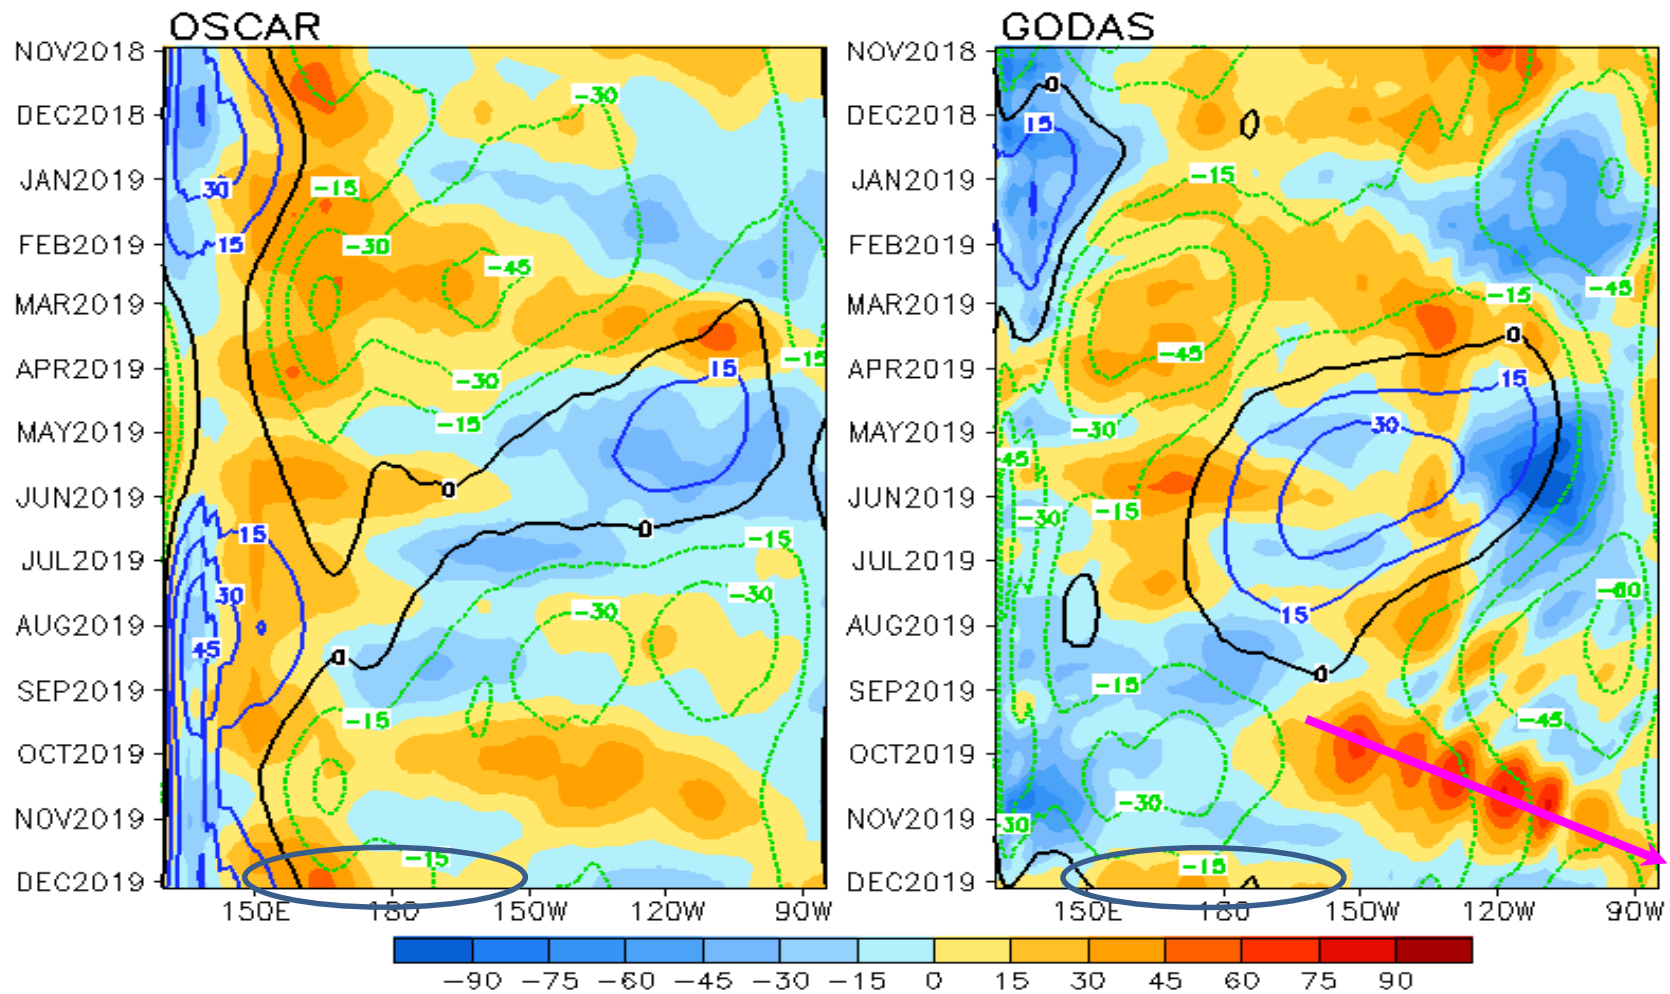 OSCAR
NOV2018
DEC2018
JAN2019
FEB2019
MAR2019
APR2019
MAY2019
JUN2019
JUL2019
AUG2019
SEP2019
OCT2019
NOV2019
DEC2019
-30
-15
30
15
-30
-45
-15
15
-30
-15
0
0
15
-15
30
-30
-30
45
0
-15
-15
150E
180
150W
120W
90W
GODAS
NOV2018
DEC2018
JAN2019
FEB2019
MAR2019
APR2019
MAY2019
JUN2019
JUL2019
AUG2019
SEP2019
OCT2019
NOV2019
DEC2019
0
15
-15
-45
-15
0
-45
15
30
-30
45
-15
-30
-60
15
0
-15
-45
-30
-30
-15
150E
180
150W
120W
90W
-90 -75 -60 -45 -30 -15 0 15 30 45 60 75 90